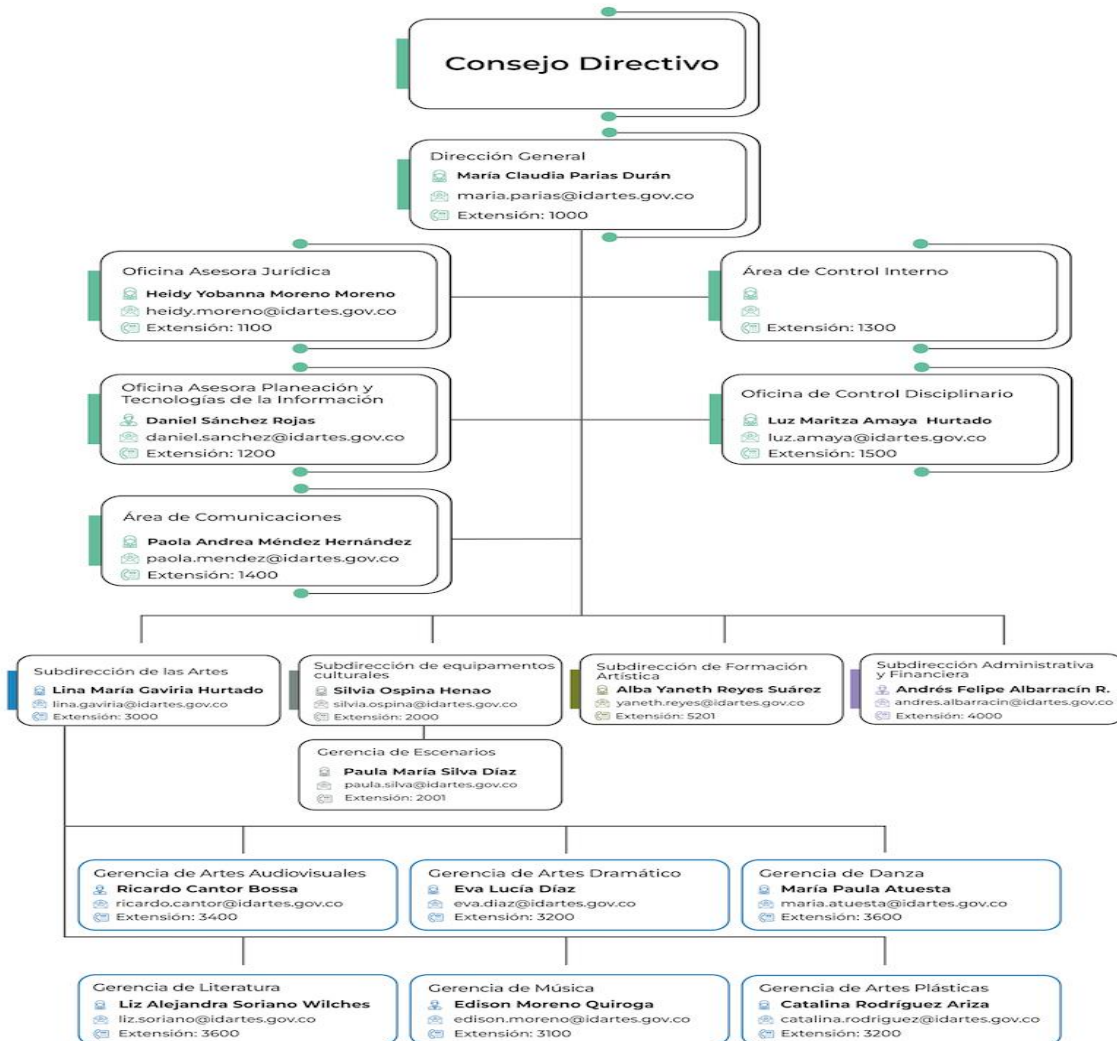 Consejo Directivo
Dirección General
María Claudia Parias Durán
maria.parias@idartes.gov.co
Extensión: 1000
Oficina Asesora Jurídica
Heidy Yobanna Moreno Moreno
heidy.moreno@idartes.gov.co
Extensión: 1100
Área de Control Interno
Extensión: 1300
Oficina Asesora Planeación y
Tecnologías de la Información
Daniel Sánchez Rojas
daniel.sanchez@idartes.gov.co
Extensión: 1200
Oficina de Control Disciplinario
Luz Maritza Amaya Hurtado
luz.amaya@idartes.gov.co
Extensión: 1500
Área de Comunicaciones
Paola Andrea Méndez Hernández
paola.mendez@idartes.gov.co
Extensión: 1400
Subdirección de las Artes
Lina María Gaviria Hurtado
lina.gaviria@idartes.gov.co
Extensión: 3000
Subdirección de equipamentos
culturales
Silvia Ospina Henao
silvia.ospina@idartes.gov.co
Extensión: 2000
Subdirección de Formación
Artística
Alba Yaneth Reyes Suárez
yaneth.reyes@idartes.gov.co
Extensión: 5201
Subdirección Administrativa
y Financiera
Andrés Felipe Albarracín R.
andres.albarracin@idartes.gov.co
Extensión: 4000
Gerencia de Escenarios
Paula María Silva Díaz
paula.silva@idartes.gov.co
Extensión: 2001
Gerencia de Artes Audiovisuales
Ricardo Cantor Bossa
ricardo.cantor@idartes.gov.co
Extensión: 3400
Gerencia de Artes Dramático
Eva Lucía Díaz
eva.diaz@idartes.gov.co
Extensión: 3200
Gerencia de Danza
María Paula Atuesta
maria.atuesta@idartes.gov.co
Extensión: 3600
Gerencia de Literatura
Liz Alejandra Soriano Wilches
liz.soriano@idartes.gov.co
Extensión: 3600
Gerencia de Música
Edison Moreno Quiroga
edison.moreno@idartes.gov.co
Extensión: 3100
Gerencia de Artes Plásticas
Catalina Rodríguez Ariza
catalina.rodriguez@idartes.gov.co
Extensión: 3200